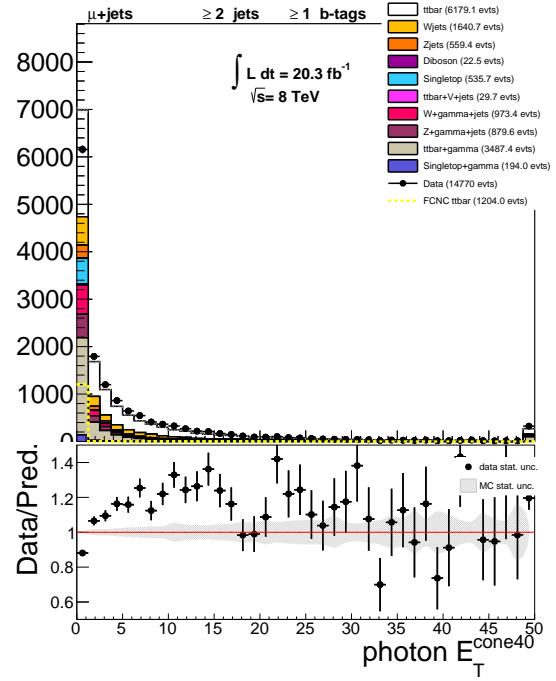 μ+jets ≥ 2 jets ≥ 1 b-tags
∫ L dt = 20.3 fb⁻¹
√s= 8 TeV
ttbar (6179.1 evts)
Wjets (1640.7 evts)
Zjets (559.4 evts)
Diboson (22.5 evts)
Singletop (535.7 evts)
ttbar+V+jets (29.7 evts)
W+gamma+jets (973.4 evts)
Z+gamma+jets (879.6 evts)
ttbar+gamma (3487.4 evts)
Singletop+gamma (194.0 evts)
Data (14770 evts)
FCNC ttbar (1204.0 evts)
8000
7000
6000
5000
4000
3000
2000
1000
0
Data/Pred.
1.4
1.2
1
0.8
0.6
data stat. unc.
MC stat. unc.
0 5 10 15 20 25 30 35 40 45 50
photon E_T^cone40